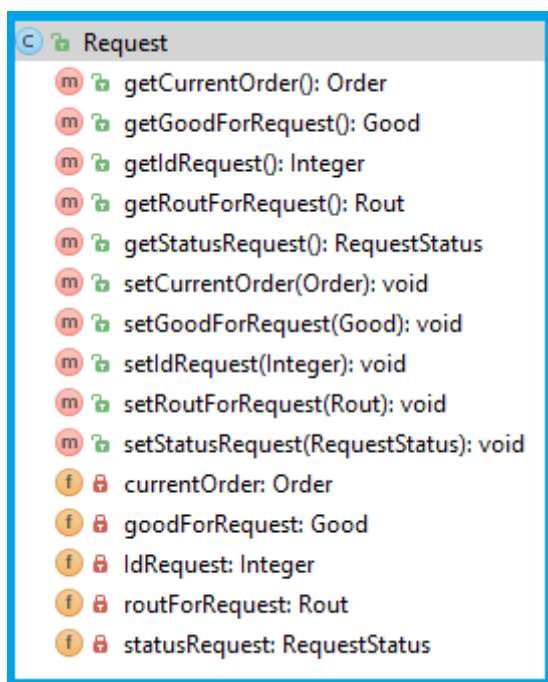 C Request
m getCurrentOrder(): Order
m getGoodForRequest(): Good
m getIdRequest(): Integer
m getRoutForRequest(): Rout
m getStatusRequest(): RequestStatus
m setCurrentOrder(Order): void
m setGoodForRequest(Good): void
m setIdRequest(Integer): void
m setRoutForRequest(Rout): void
m setStatusRequest(RequestStatus): void
f currentOrder: Order
f goodForRequest: Good
f IdRequest: Integer
f routForRequest: Rout
f statusRequest: RequestStatus